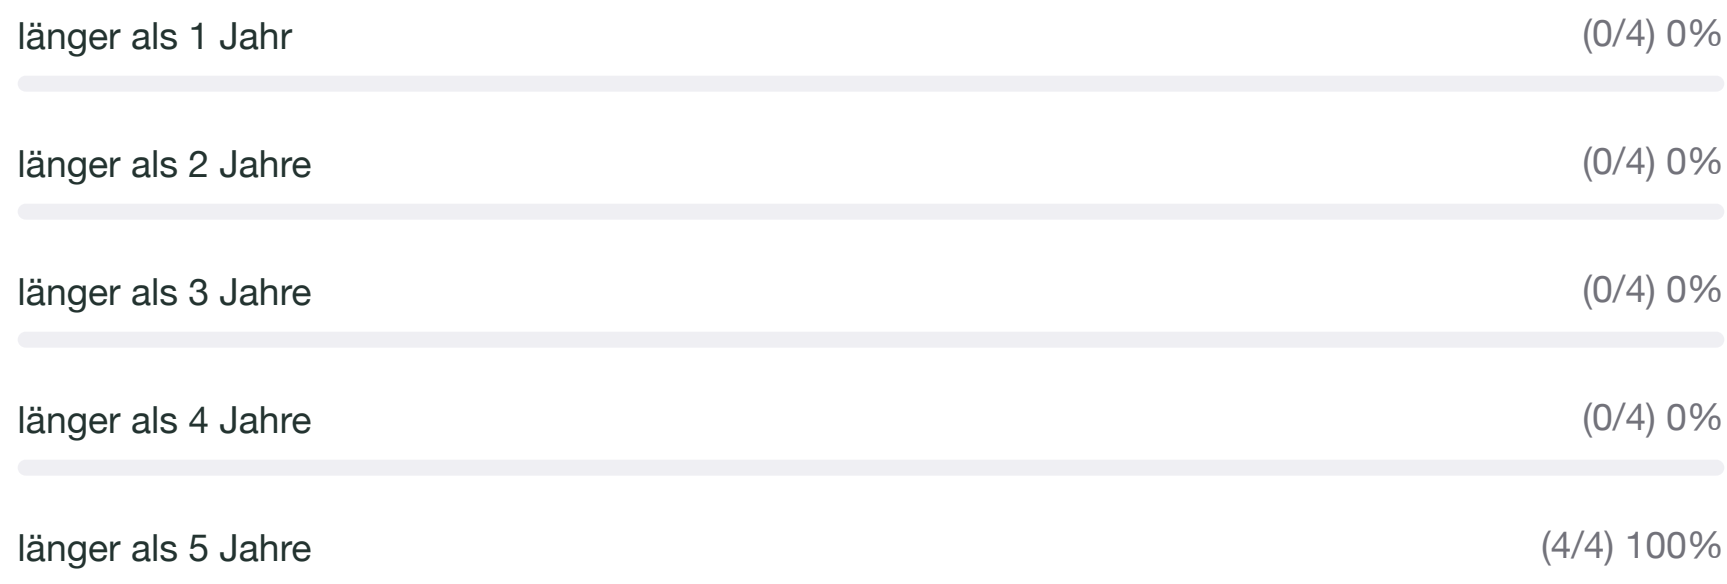 länger als 1 Jahr (0/4) 0%
länger als 2 Jahre (0/4) 0%
länger als 3 Jahre (0/4) 0%
länger als 4 Jahre (0/4) 0%
länger als 5 Jahre (4/4) 100%